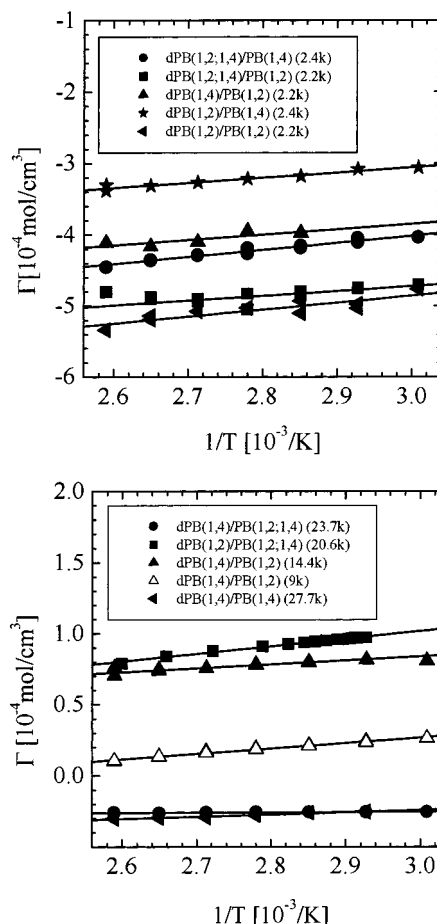 -1
-2
-3
-4
-5
-6
Γ[10⁻⁴mol/cm³]
dPB(1,2;1,4)/PB(1,4) (2.4k)
dPB(1,2;1,4)/PB(1,2) (2.2k)
dPB(1,4)/PB(1,2) (2.2k)
dPB(1,2)/PB(1,4) (2.4k)
dPB(1,2)/PB(1,2) (2.2k)
2.6 2.7 2.8 2.9 3.0
1/T [10⁻³/K]
2.0
1.5
1.0
0.5
0.0
Γ [10⁻⁴mol/cm³]
dPB(1,4)/PB(1,2;1,4) (23.7k)
dPB(1,2)/PB(1,2;1,4) (20.6k)
dPB(1,4)/PB(1,2) (14.4k)
dPB(1,4)/PB(1,2) (9k)
dPB(1,4)/PB(1,4) (27.7k)
2.6 2.7 2.8 2.9 3.0
1/T [10⁻³/K]